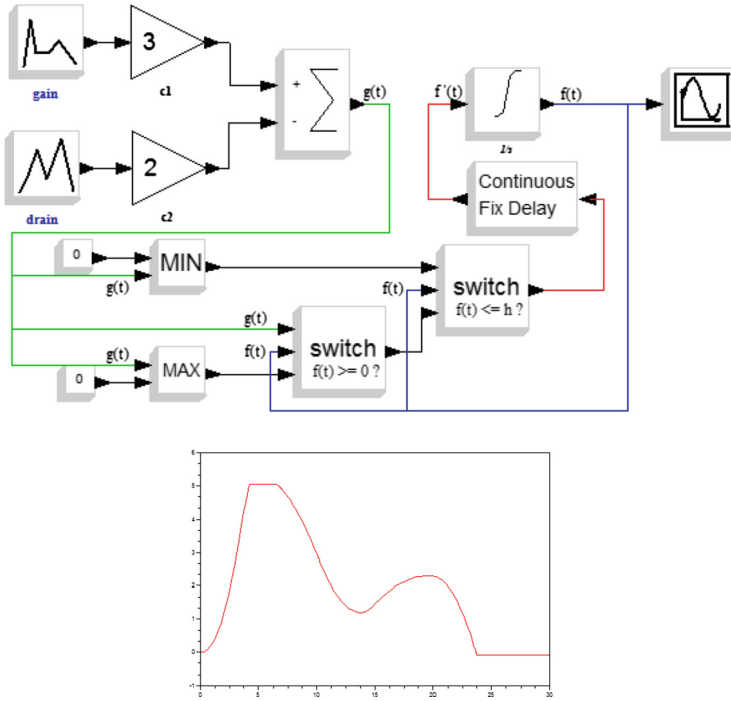 3
gain
c1
+
-
g(t)
f'(t)
f(t)
1/s
2
drain
c2
Continuous
Fix Delay
0
MIN
g(t)
switch
f(t) <= h ?
f(t)
g(t)
f(t)
switch
f(t) >= 0 ?
g(t)
MAX
0
6
5
4
3
2
1
0
-1
0
5
10
15
20
25
30